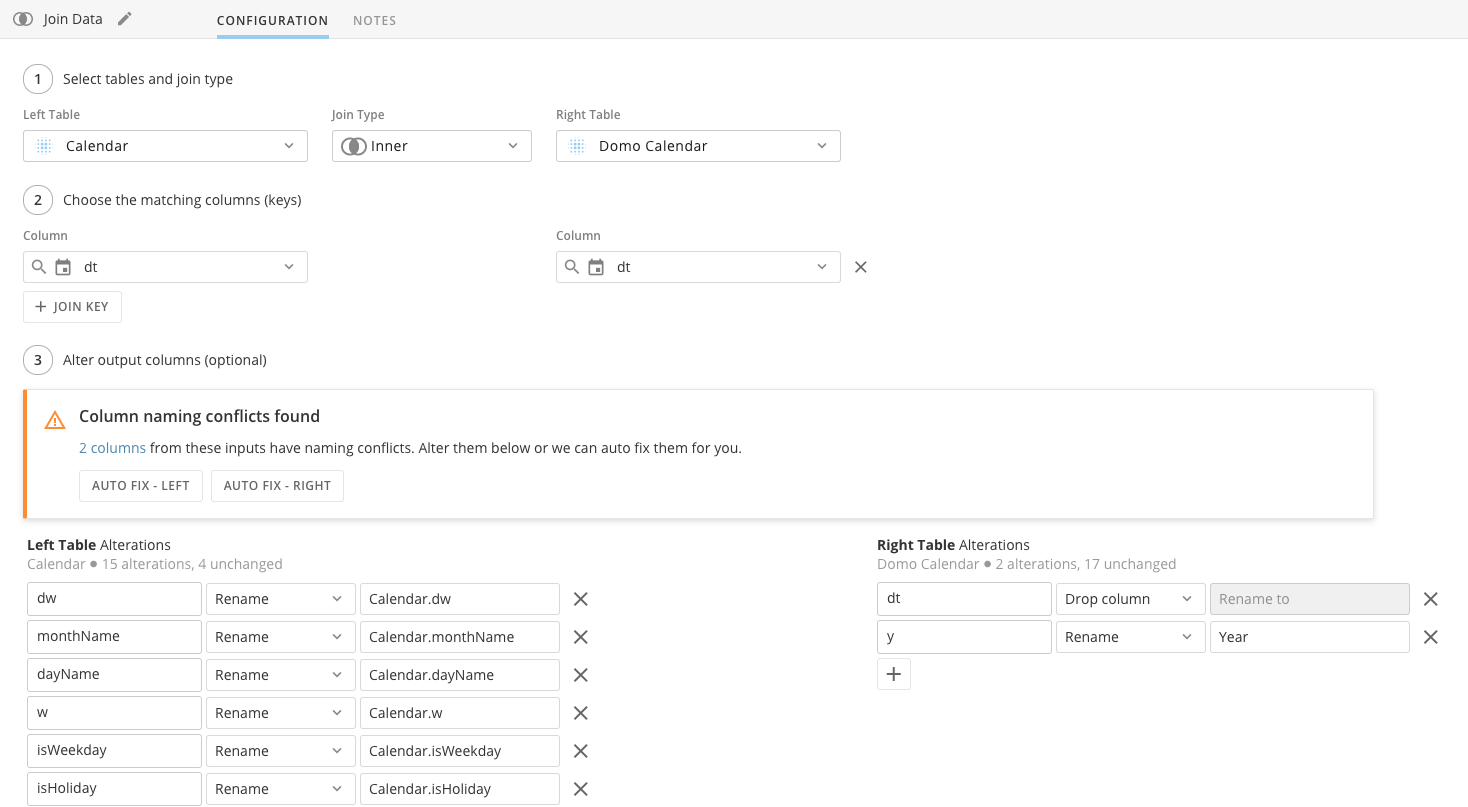 Join Data CONFIGURATION NOTES
1 Select tables and join type
Left Table Join Type Right Table
Calendar Inner Domo Calendar
2 Choose the matching columns (keys)
Column Column
dt dt
JOIN KEY
3 Alter output columns (optional)
Column naming conflicts found
2 columns from these inputs have naming conflicts. Alter them below or we can auto fix them for you.
AUTO FIX - LEFT AUTO FIX - RIGHT
Left Table Alterations Right Table Alterations
Calendar ● 15 alterations, 4 unchanged Domo Calendar ● 2 alterations, 17 unchanged
dw Rename Calendar.dw dt Drop column Rename to
monthName Rename Calendar.monthName y Rename Year
dayName Rename Calendar.dayName
w Rename Calendar.w
isWeekday Rename Calendar.isWeekday
isHoliday Rename Calendar.isHoliday